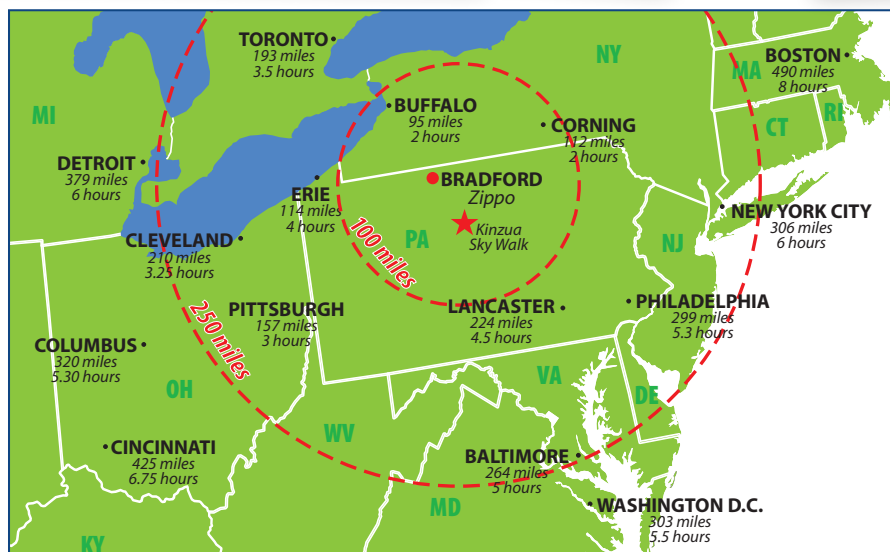 TORONTO
193 miles
3.5 hours
NY
BOSTON
490 miles
8 hours
MA
MI
BUFFALO
95 miles
2 hours
CORNING
112 miles
2 hours
CT
RI
DETROIT
379 miles
6 hours
ERIE
114 miles
4 hours
BRADFORD
Zippo
Kinzua
Sky Walk
PA
100 miles
NEW YORK CITY
306 miles
6 hours
NJ
CLEVELAND
210 miles
3.25 hours
PITTSBURGH
157 miles
3 hours
LANCASTER
224 miles
4.5 hours
PHILADELPHIA
299 miles
5.3 hours
250 miles
COLUMBUS
320 miles
5.30 hours
OH
VA
DE
WV
CINCINNATI
425 miles
6.75 hours
BALTIMORE
264 miles
5 hours
MD
WASHINGTON D.C.
303 miles
5.5 hours
KY